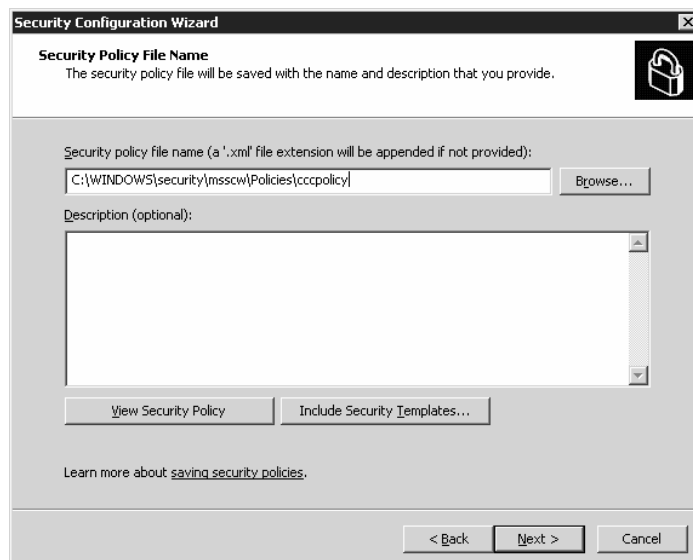 Security Configuration Wizard
Security Policy File Name
The security policy file will be saved with the name and description that you provide.
Security policy file name (a '.xml' file extension will be appended if not provided):
C:\WINDOWS\security\msscw\Policies\cccpolicy
Browse...
Description (optional):
View Security Policy
Include Security Templates...
Learn more about saving security policies.
< Back
Next >
Cancel